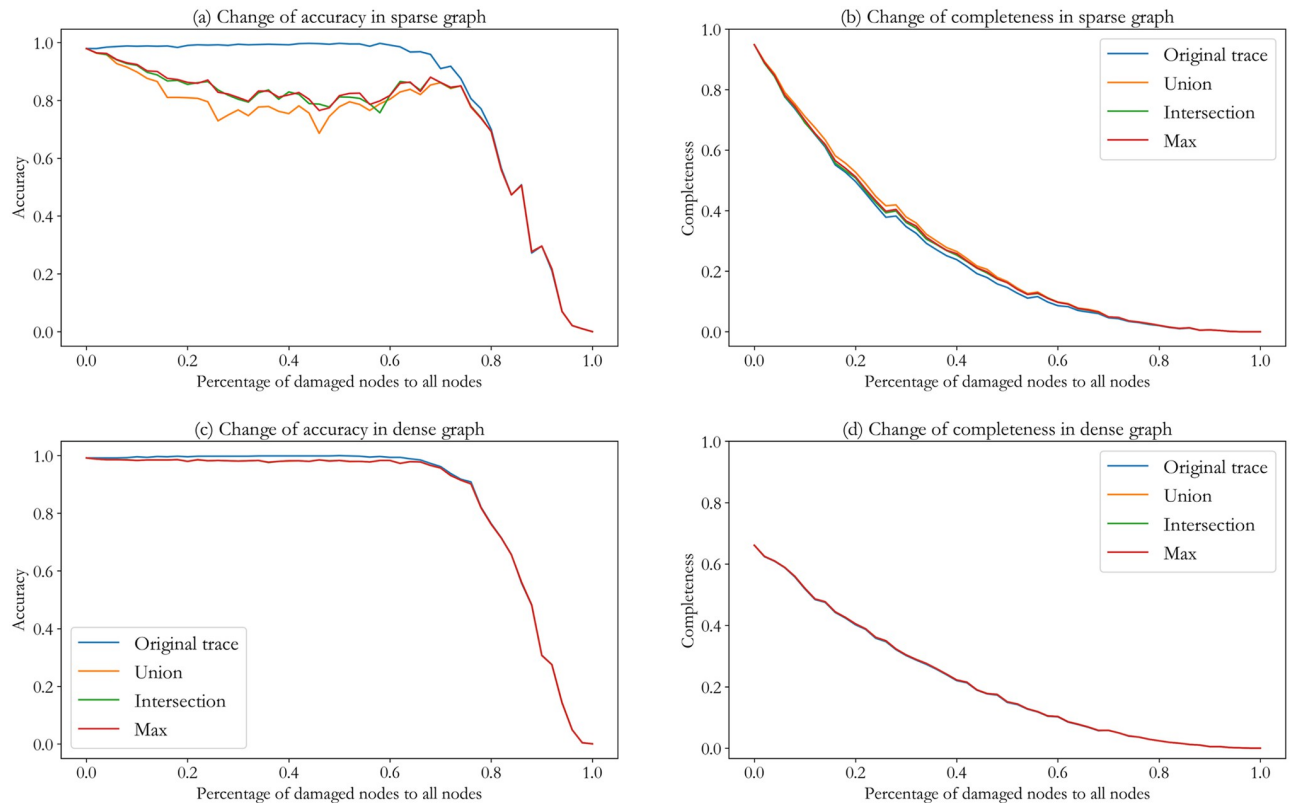 (a) Change of accuracy in sparse graph
1.0
0.8
0.6
0.4
0.2
0.0
Accuracy
0.0 0.2 0.4 0.6 0.8 1.0
Percentage of damaged nodes to all nodes
(b) Change of completeness in sparse graph
1.0
0.8
0.6
0.4
0.2
0.0
Completeness
Original trace
Union
Intersection
Max
0.0 0.2 0.4 0.6 0.8 1.0
Percentage of damaged nodes to all nodes
(c) Change of accuracy in dense graph
1.0
0.8
0.6
0.4
0.2
0.0
Accuracy
Original trace
Union
Intersection
Max
0.0 0.2 0.4 0.6 0.8 1.0
Percentage of damaged nodes to all nodes
(d) Change of completeness in dense graph
1.0
0.8
0.6
0.4
0.2
0.0
Completeness
Original trace
Union
Intersection
Max
0.0 0.2 0.4 0.6 0.8 1.0
Percentage of damaged nodes to all nodes